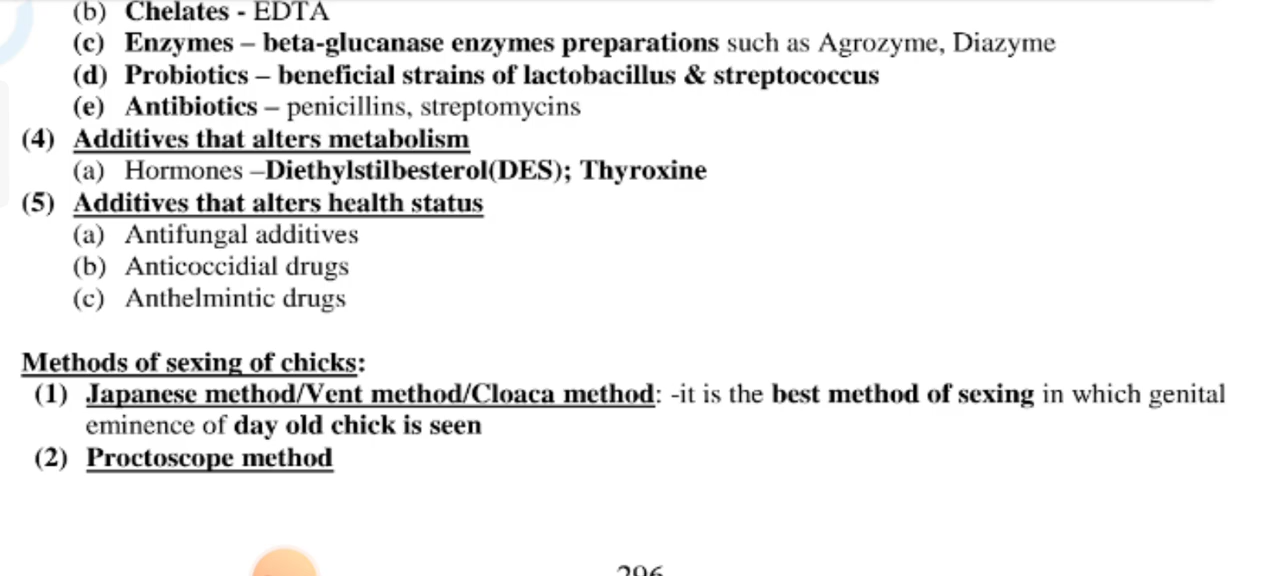 (b) Chelates - EDTA
(c) Enzymes – beta-glucanase enzymes preparations such as Agrozyme, Diazyme
(d) Probiotics – beneficial strains of lactobacillus & streptococcus
(e) Antibiotics – penicillins, streptomycins
(4) Additives that alters metabolism
(a) Hormones –Diethylstilbesterol(DES); Thyroxine
(5) Additives that alters health status
(a) Antifungal additives
(b) Anticoccidial drugs
(c) Anthelmintic drugs
Methods of sexing of chicks:
(1) Japanese method/Vent method/Cloaca method: -it is the best method of sexing in which genital
eminence of day old chick is seen
(2) Proctoscope method
296